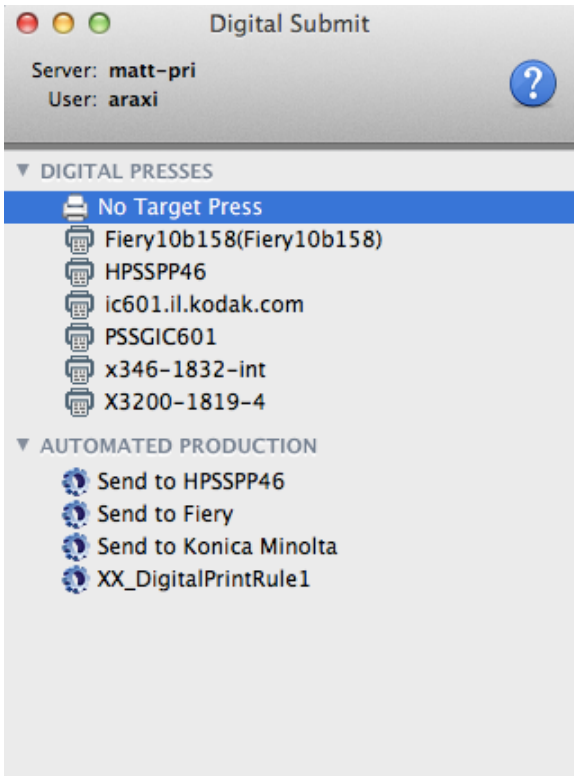 Digital Submit
Server: matt-pri
User: araxi
?
DIGITAL PRESSES
No Target Press
Fiery10b158(Fiery10b158)
HPSSPP46
ic601.il.kodak.com
PSSGIC601
x346-1832-int
X3200-1819-4
AUTOMATED PRODUCTION
Send to HPSSPP46
Send to Fiery
Send to Konica Minolta
XX_DigitalPrintRule1